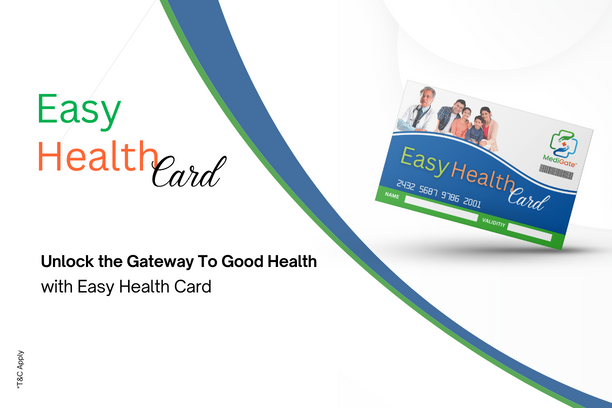 Easy
Health
Card
Unlock the Gateway To Good Health
with Easy Health Card
*T&C Apply
MediGate
Easy Health
Card
2432 5687 9786 2001
NAME
VALIDITIY